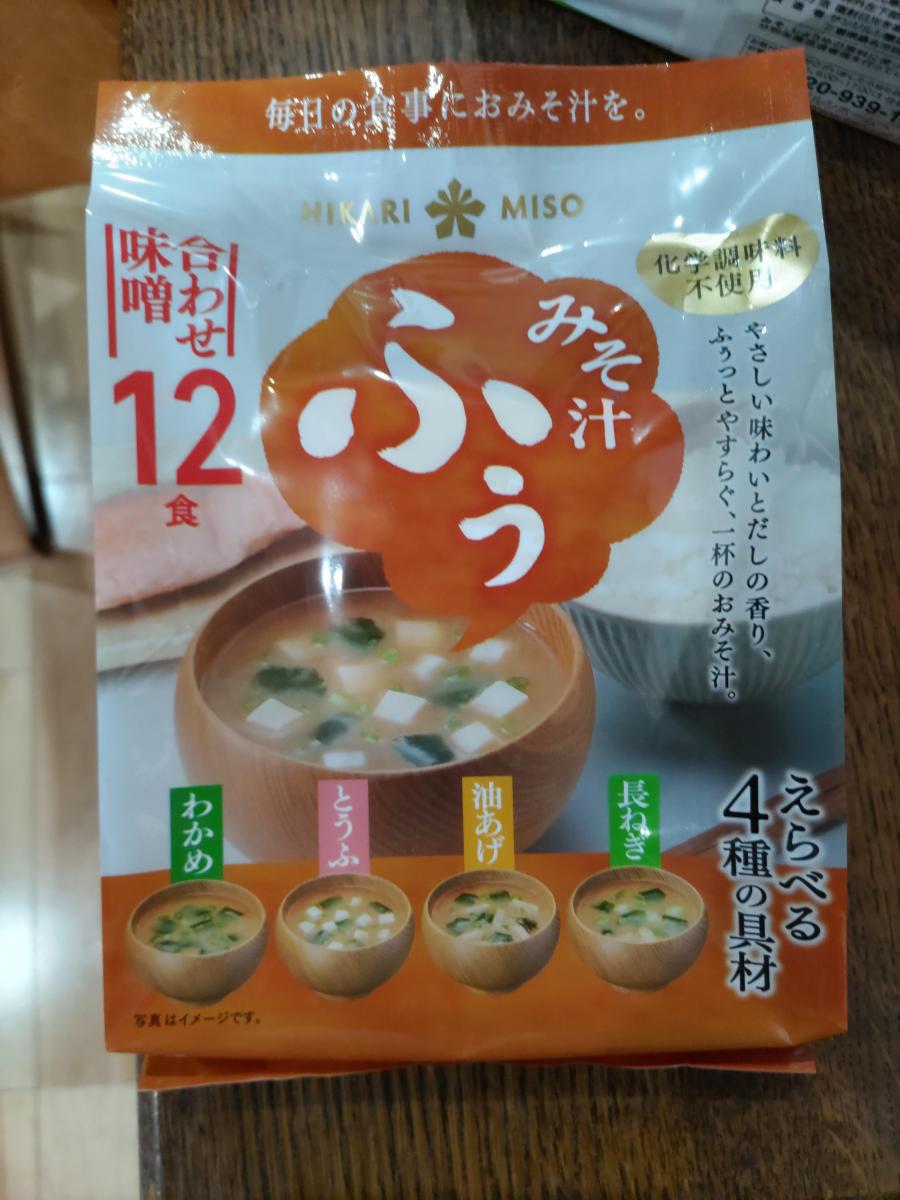 毎日の食事におみそ汁を。
HIKARI MISO
合わせ
味噌
12
食
化学調味料
不使用
みそ汁
ふぅ
やさしい味わいとだしの香り、
ふぅっとやすらぐ、一杯のおみそ汁。
えらべる
4種の具材
わかめ
とうふ
油あげ
長ねぎ
写真はイメージです。
20-939-1